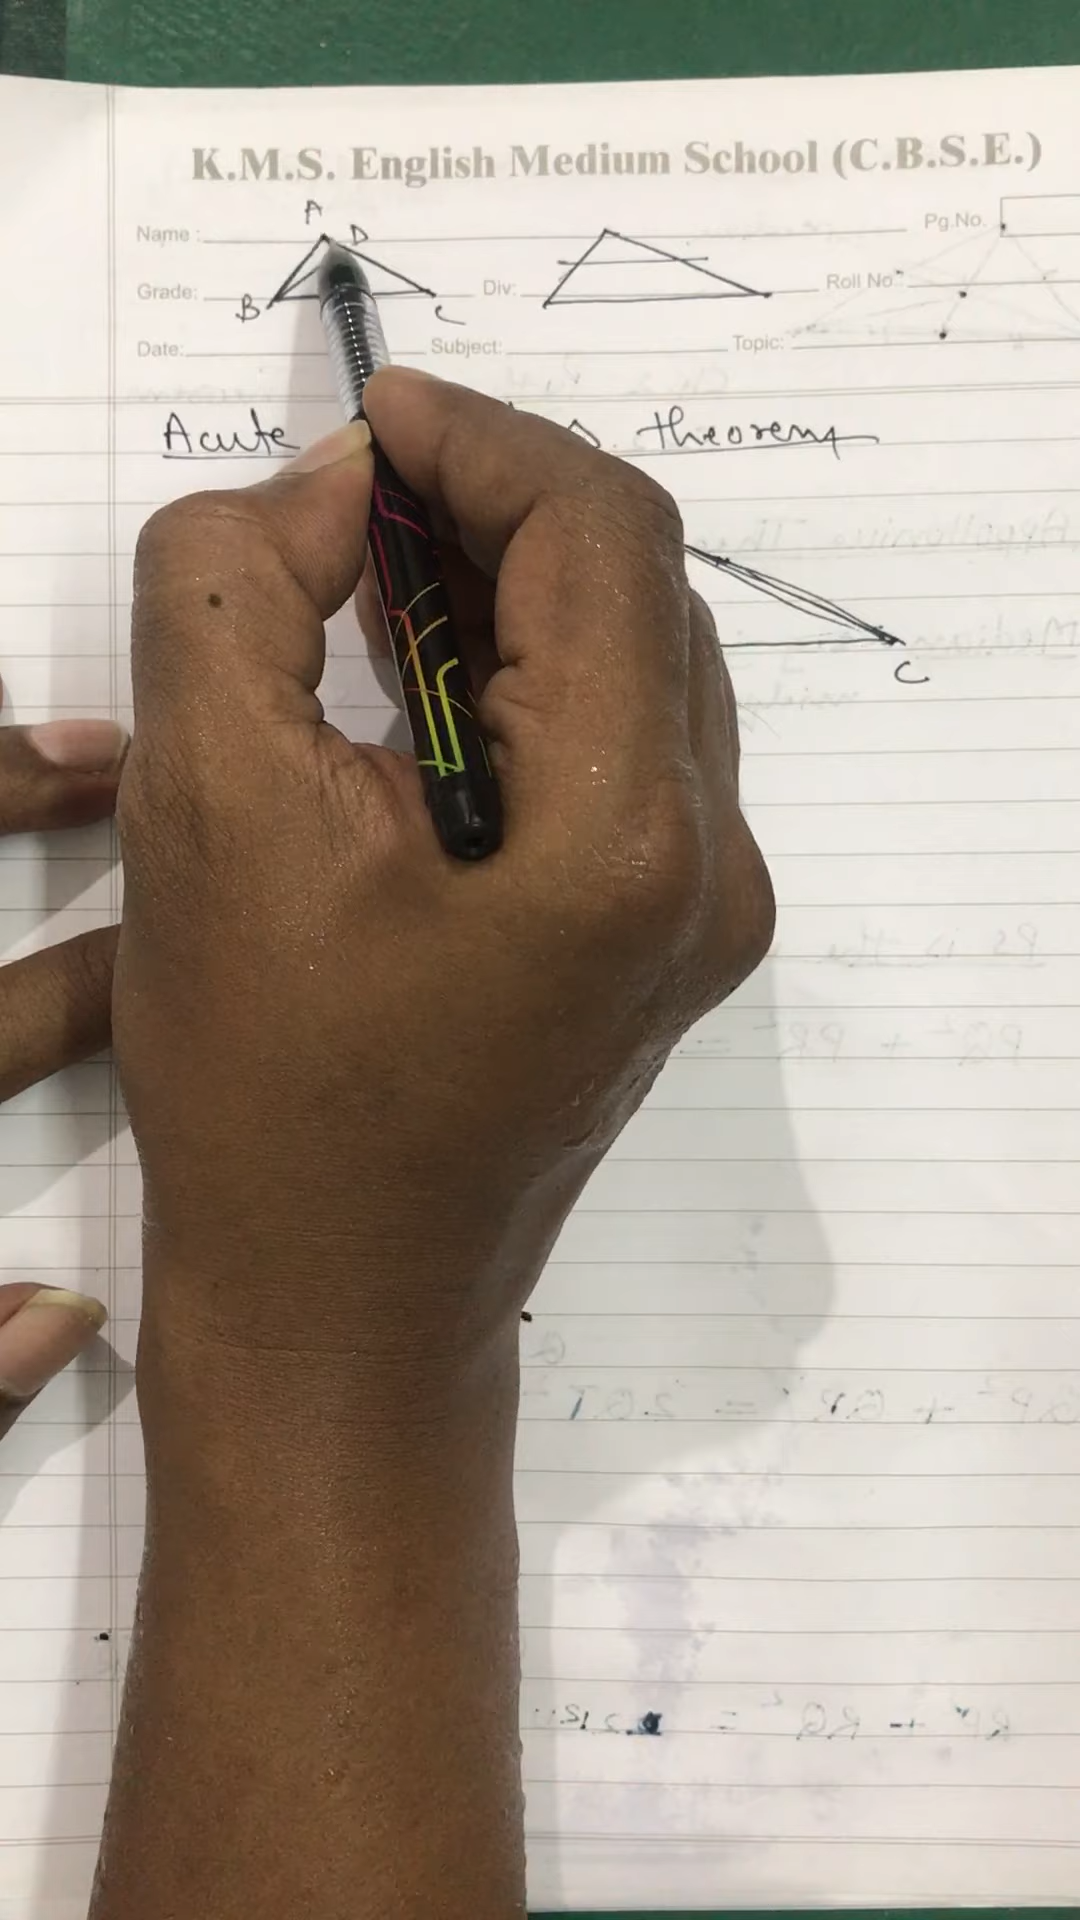 K.M.S. English Medium School (C.B.S.E.)
A
Name : D Pg.No.
Grade: B C Div: Roll No:
Date: Subject: Topic:
Acute theorem
C